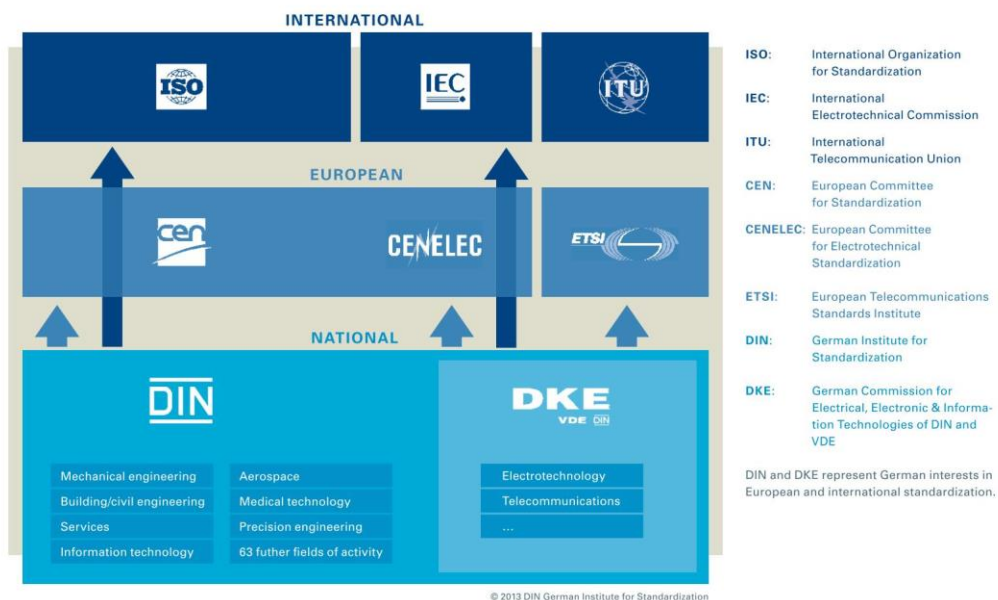 INTERNATIONAL
ISO
IEC
ITU
EUROPEAN
cen
CENELEC
ETSI
NATIONAL
DIN
DKE
VDE DIN
Mechanical engineering
Building/civil engineering
Services
Information technology
Aerospace
Medical technology
Precision engineering
63 futher fields of activity
Electrotechnology
Telecommunications
...
ISO: International Organization
for Standardization
IEC: International
Electrotechnical Commission
ITU: International
Telecommunication Union
CEN: European Committee
for Standardization
CENELEC: European Committee
for Electrotechnical
Standardization
ETSI: European Telecommunications
Standards Institute
DIN: German Institute for
Standardization
DKE: German Commission for
Electrical, Electronic & Informa-
tion Technologies of DIN and
VDE
DIN and DKE represent German interests in
European and international standardization.
© 2013 DIN German Institute for Standardization